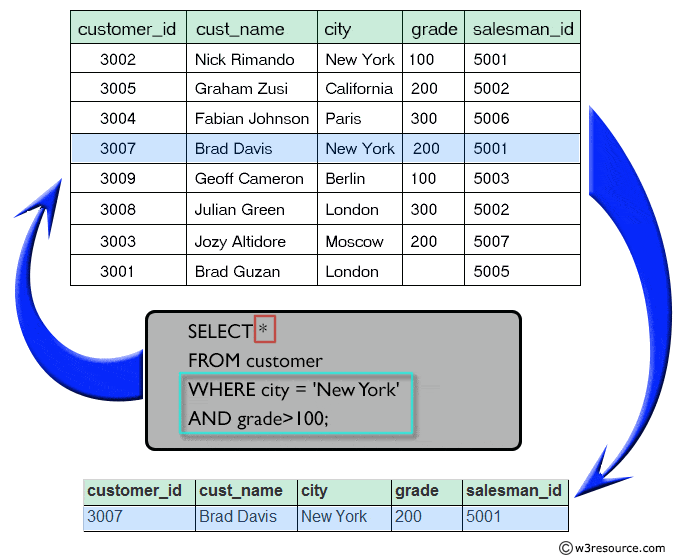 customer_id cust_name city grade salesman_id
3002 Nick Rimando New York 100 5001
3005 Graham Zusi California 200 5002
3004 Fabian Johnson Paris 300 5006
3007 Brad Davis New York 200 5001
3009 Geoff Cameron Berlin 100 5003
3008 Julian Green London 300 5002
3003 Jozy Altidore Moscow 200 5007
3001 Brad Guzan London 5005
SELECT *
FROM customer
WHERE city = 'New York'
AND grade>100;
customer_id cust_name city grade salesman_id
3007 Brad Davis New York 200 5001
© w3resource.com